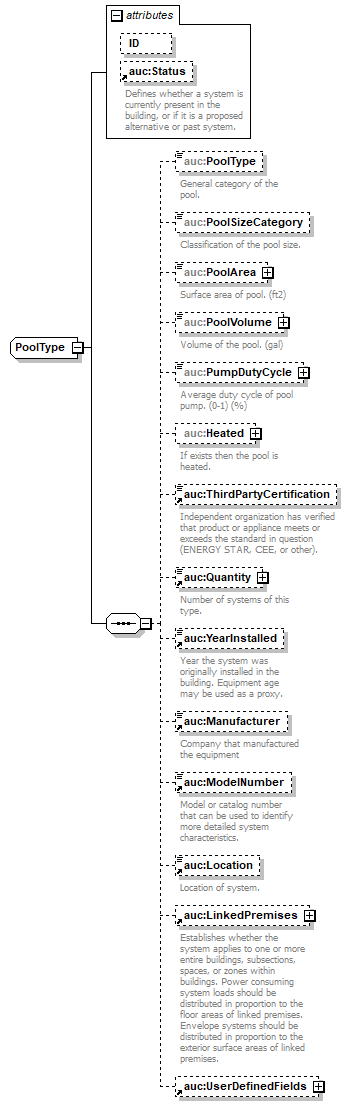 attributes
ID
auc:Status
Defines whether a system is
currently present in the
building, or if it is a proposed
alternative or past system.
PoolType
auc:PoolType
General category of the
pool.
auc:PoolSizeCategory
Classification of the pool size.
auc:PoolArea
Surface area of pool. (ft2)
auc:PoolVolume
Volume of the pool. (gal)
auc:PumpDutyCycle
Average duty cycle of pool
pump. (0-1) (%)
auc:Heated
If exists then the pool is
heated.
auc:ThirdPartyCertification
Independent organization has verified
that product or appliance meets or
exceeds the standard in question
(ENERGY STAR, CEE, or other).
auc:Quantity
Number of systems of this
type.
auc:YearInstalled
Year the system was
originally installed in the
building. Equipment age
may be used as a proxy.
auc:Manufacturer
Company that manufactured
the equipment
auc:ModelNumber
Model or catalog number
that can be used to identify
more detailed system
characteristics.
auc:Location
Location of system.
auc:LinkedPremises
Establishes whether the
system applies to one or more
entire buildings, subsections,
spaces, or zones within
buildings. Power consuming
system loads should be
distributed in proportion to the
floor areas of linked premises.
Envelope systems should be
distributed in proportion to the
exterior surface areas of linked
premises.
auc:UserDefinedFields